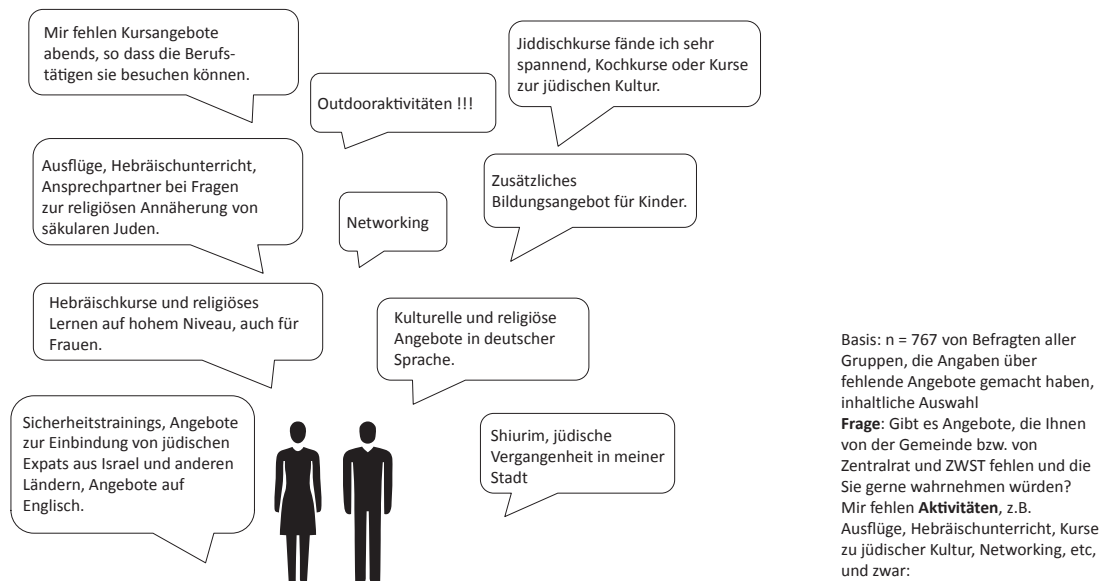 Mir fehlen Kursangebote
abends, so dass die Berufs-
tätigen sie besuchen können.
Outdooraktivitäten !!!
Jiddischkurse fände ich sehr
spannend, Kochkurse oder Kurse
zur jüdischen Kultur.
Ausflüge, Hebräischunterricht,
Ansprechpartner bei Fragen
zur religiösen Annäherung von
säkularen Juden.
Networking
Zusätzliches
Bildungsangebot für Kinder.
Hebräischkurse und religiöses
Lernen auf hohem Niveau, auch für
Frauen.
Kulturelle und religiöse
Angebote in deutscher
Sprache.
Sicherheitstrainings, Angebote
zur Einbindung von jüdischen
Expats aus Israel und anderen
Ländern, Angebote auf
Englisch.
Shiurim, jüdische
Vergangenheit in meiner
Stadt
Basis: n = 767 von Befragten aller
Gruppen, die Angaben über
fehlende Angebote gemacht haben,
inhaltliche Auswahl
Frage: Gibt es Angebote, die Ihnen
von der Gemeinde bzw. von
Zentralrat und ZWST fehlen und die
Sie gerne wahrnehmen würden?
Mir fehlen Aktivitäten, z.B.
Ausflüge, Hebräischunterricht, Kurse
zu jüdischer Kultur, Networking, etc,
und zwar: